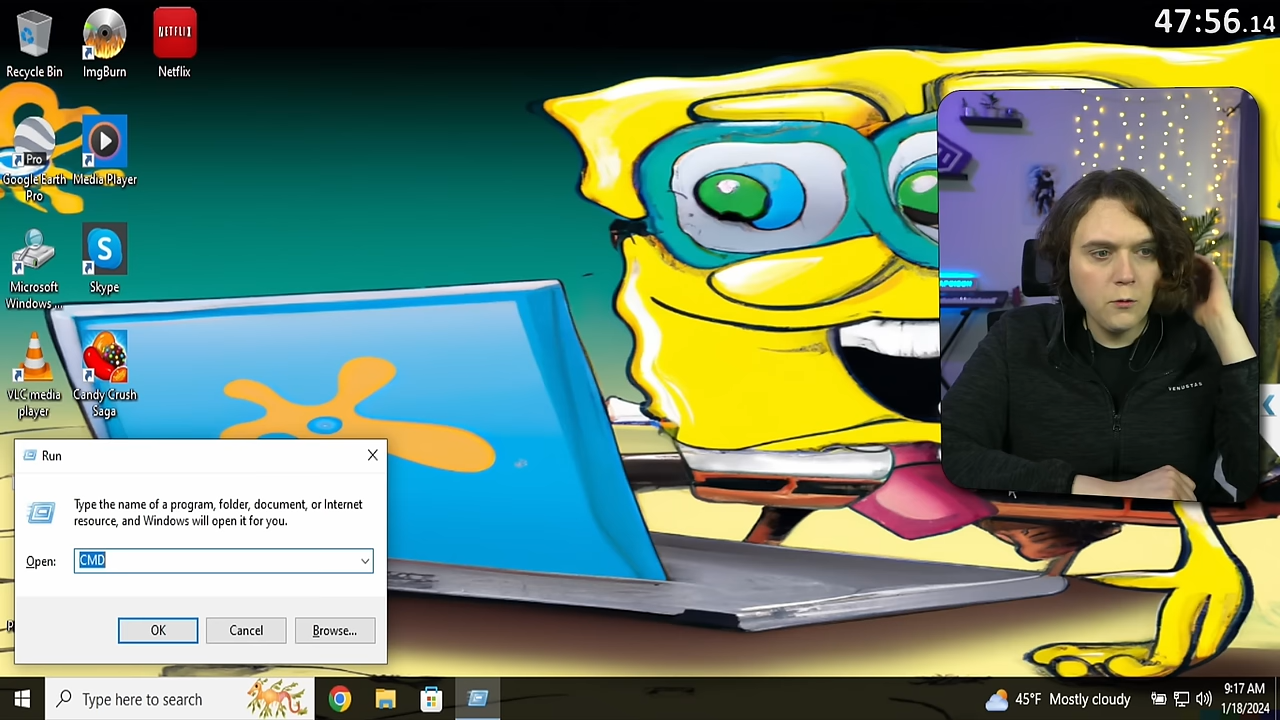 47:56.14
Recycle Bin
ImgBurn
NETFLIX
Netflix
Pro
Google Earth
Pro
Media Player
Microsoft
Windows ...
S
Skype
VLC media
player
Candy Crush
Saga
VENUSTAS
Run
Type the name of a program, folder, document, or Internet
resource, and Windows will open it for you.
Open:
CMD
OK
Cancel
Browse...
Type here to search
45°F Mostly cloudy
9:17 AM
1/18/2024